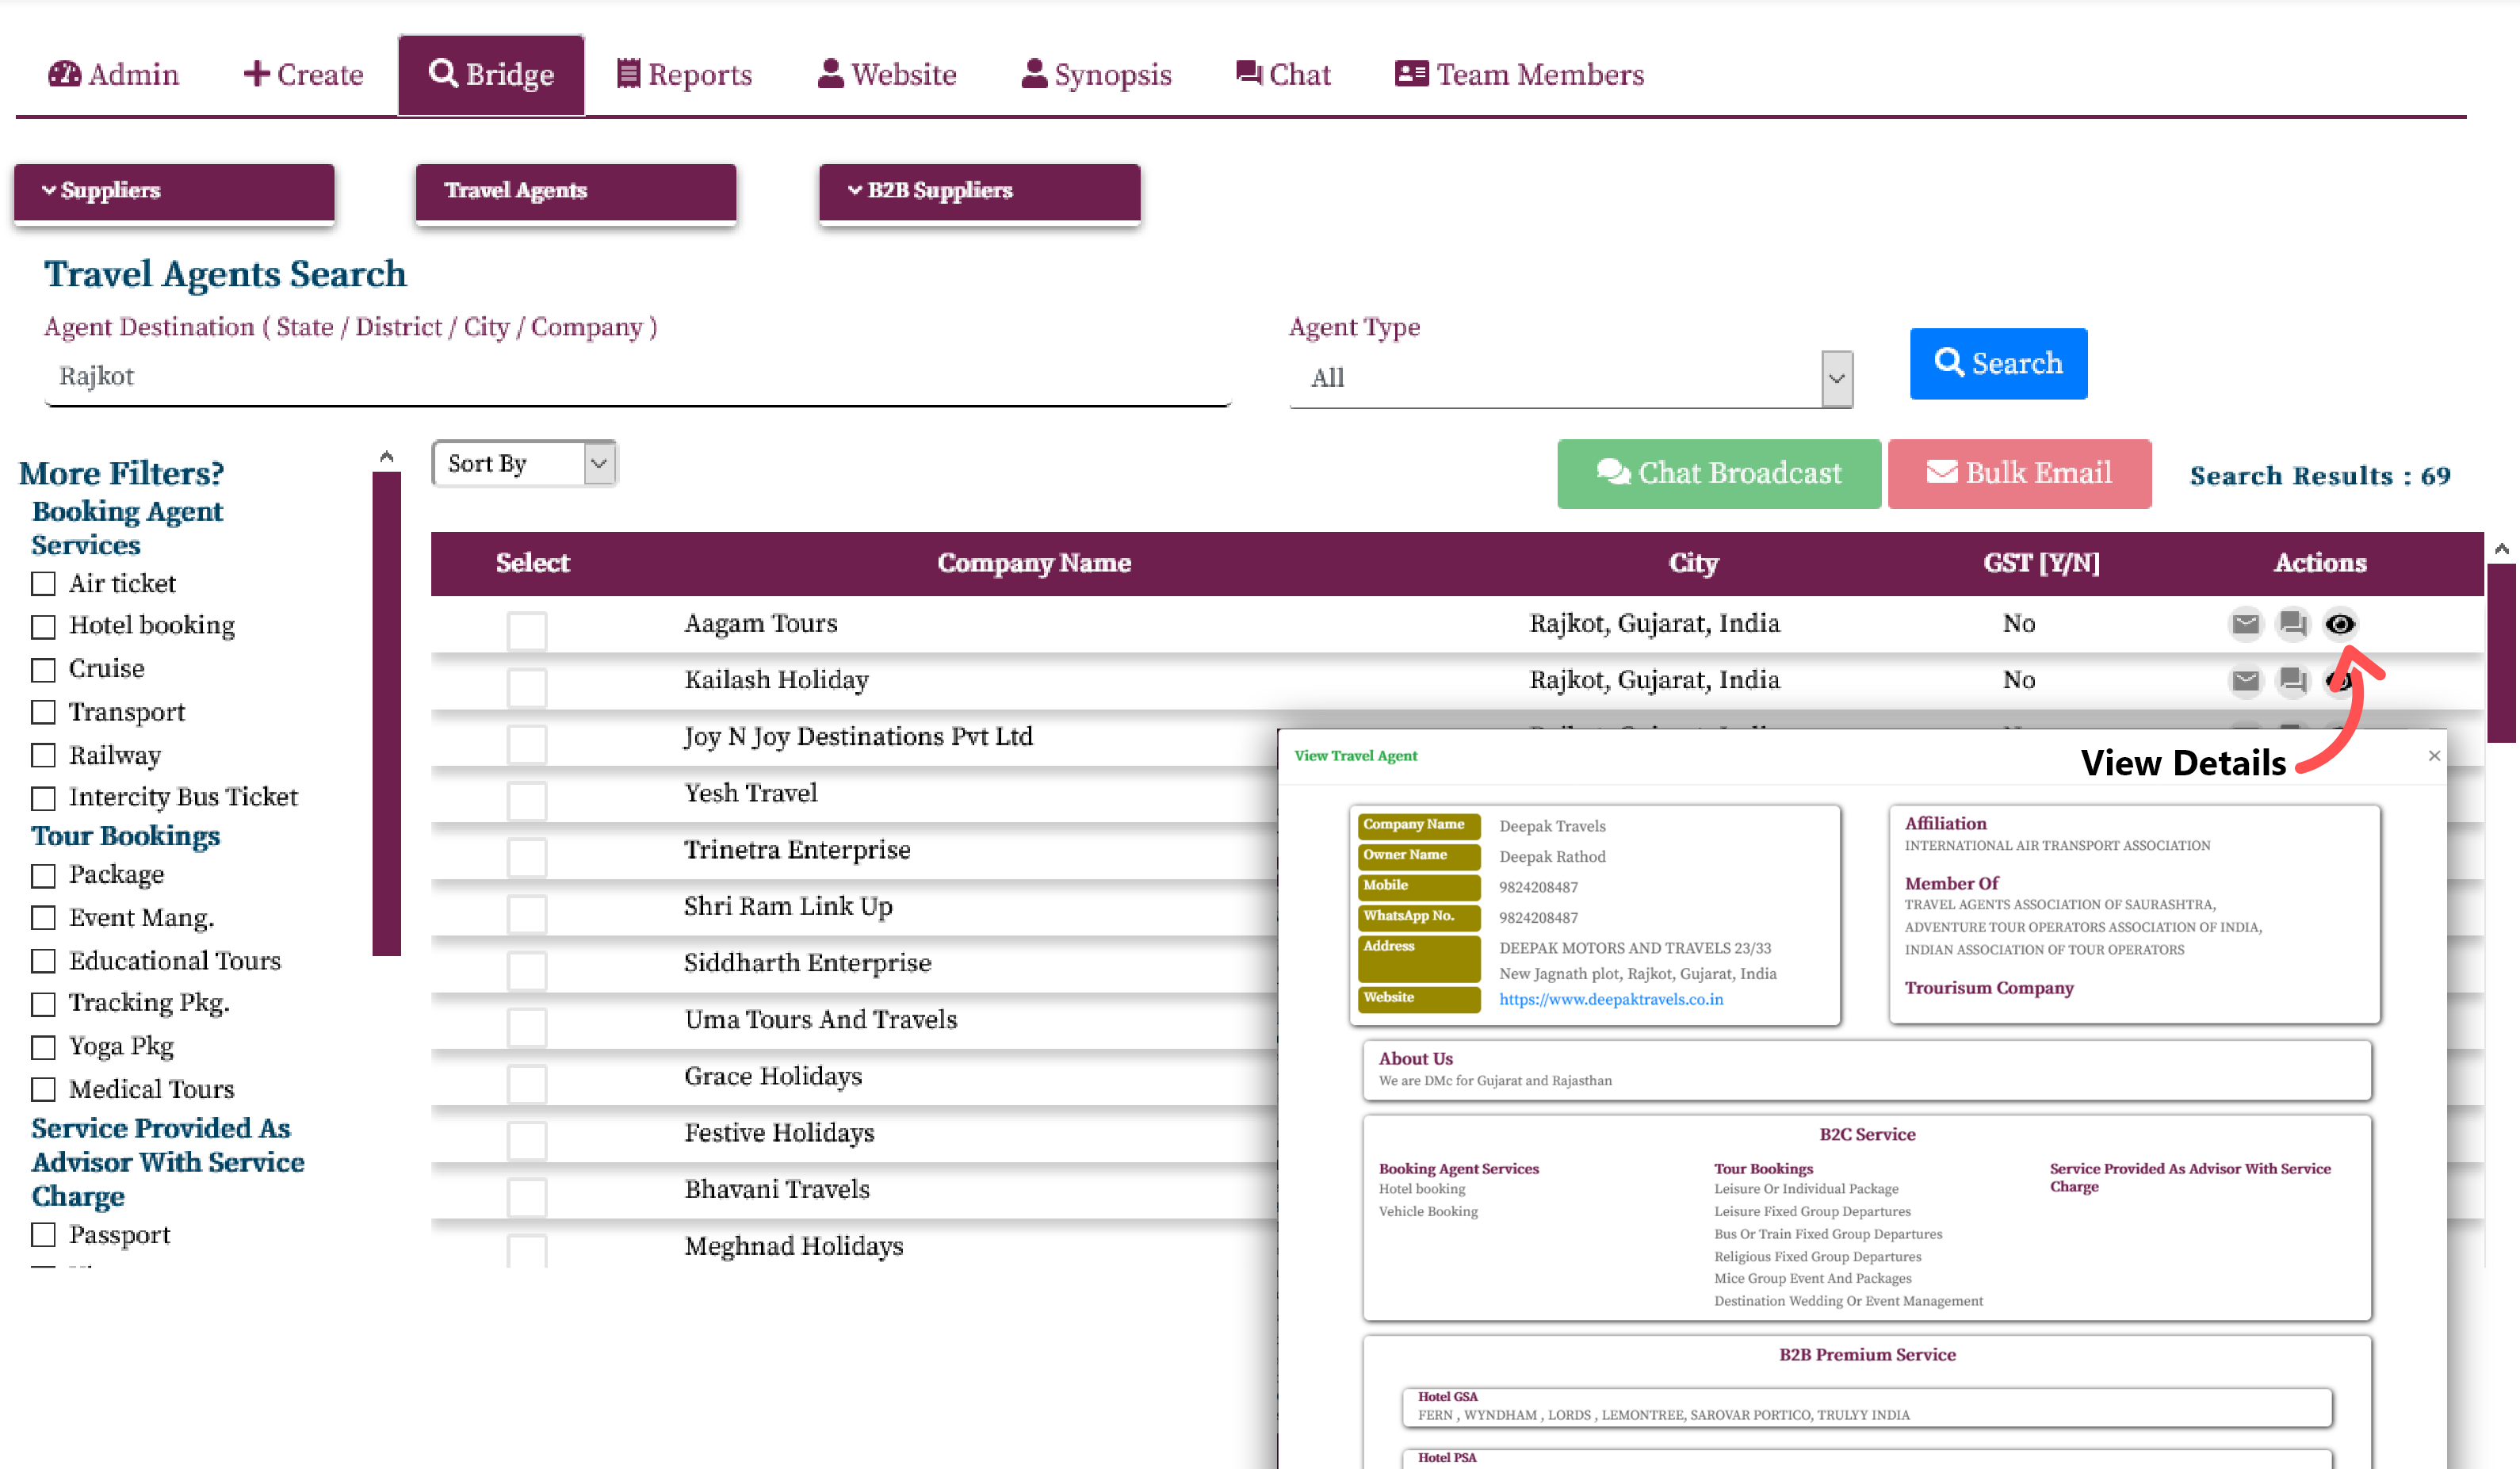 Admin Create Bridge Reports Website Synopsis Chat Team Members
Suppliers Travel Agents B2B Suppliers
Travel Agents Search
Agent Destination ( State / District / City / Company ) Agent Type
Rajkot All Search
Sort By Chat Broadcast Bulk Email Search Results : 69
More Filters?
Booking Agent
Services
Air ticket
Hotel booking
Cruise
Transport
Railway
Intercity Bus Ticket
Tour Bookings
Package
Event Mang.
Educational Tours
Tracking Pkg.
Yoga Pkg
Medical Tours
Service Provided As
Advisor With Service
Charge
Passport
Select Company Name City GST [Y/N] Actions
Aagam Tours Rajkot, Gujarat, India No
Kailash Holiday Rajkot, Gujarat, India No
Joy N Joy Destinations Pvt Ltd
Yesh Travel
Trinetra Enterprise
Shri Ram Link Up
Siddharth Enterprise
Uma Tours And Travels
Grace Holidays
Festive Holidays
Bhavani Travels
Meghnad Holidays
View Travel Agent View Details ×
Company Name Deepak Travels
Owner Name Deepak Rathod
Mobile 9824208487
WhatsApp No. 9824208487
Address DEEPAK MOTORS AND TRAVELS 23/33
New Jagnath plot, Rajkot, Gujarat, India
Website https://www.deepaktravels.co.in
Affiliation
INTERNATIONAL AIR TRANSPORT ASSOCIATION
Member Of
TRAVEL AGENTS ASSOCIATION OF SAURASHTRA,
ADVENTURE TOUR OPERATORS ASSOCIATION OF INDIA,
INDIAN ASSOCIATION OF TOUR OPERATORS
Trourisum Company
About Us
We are DMc for Gujarat and Rajasthan
B2C Service
Booking Agent Services
Hotel booking
Vehicle Booking
Tour Bookings
Leisure Or Individual Package
Leisure Fixed Group Departures
Bus Or Train Fixed Group Departures
Religious Fixed Group Departures
Mice Group Event And Packages
Destination Wedding Or Event Management
Service Provided As Advisor With Service
Charge
B2B Premium Service
Hotel GSA
FERN , WYNDHAM , LORDS , LEMONTREE, SAROVAR PORTICO, TRULYY INDIA
Hotel PSA